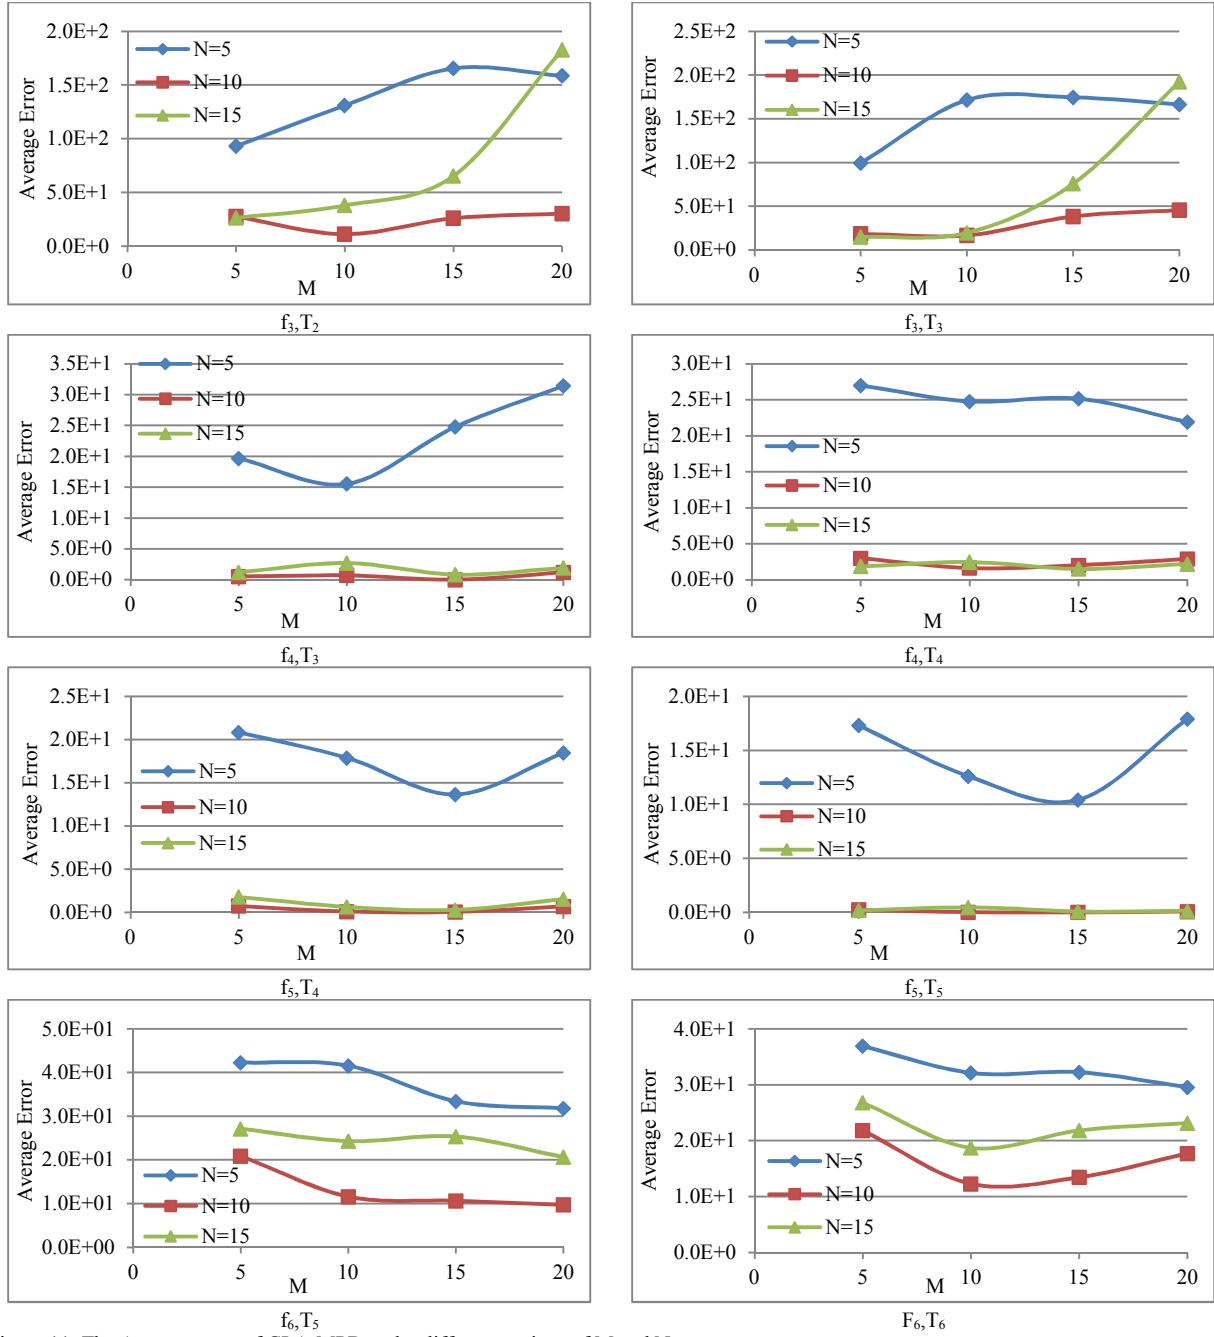 2.0E+2
1.5E+2
1.0E+2
5.0E+1
0.0E+0
Average Error
N=5
N=10
N=15
0 5 10 15 20
M
f3,T2
2.5E+2
2.0E+2
1.5E+2
1.0E+2
5.0E+1
0.0E+0
Average Error
N=5
N=10
N=15
0 5 10 15 20
M
f3,T3
3.5E+1
3.0E+1
2.5E+1
2.0E+1
1.5E+1
1.0E+1
5.0E+0
0.0E+0
Average Error
N=5
N=10
N=15
0 5 10 15 20
M
f4,T3
3.0E+1
2.5E+1
2.0E+1
1.5E+1
1.0E+1
5.0E+0
0.0E+0
Average Error
N=5
N=10
N=15
0 5 10 15 20
M
f4,T4
2.5E+1
2.0E+1
1.5E+1
1.0E+1
5.0E+0
0.0E+0
Average Error
N=5
N=10
N=15
0 5 10 15 20
M
f5,T4
2.0E+1
1.5E+1
1.0E+1
5.0E+0
0.0E+0
Average Error
N=5
N=10
N=15
0 5 10 15 20
M
f5,T5
5.0E+01
4.0E+01
3.0E+01
2.0E+01
1.0E+01
0.0E+00
Average Error
N=5
N=10
N=15
0 5 10 15 20
M
f6,T5
4.0E+1
3.0E+1
2.0E+1
1.0E+1
0.0E+0
Average Error
N=5
N=10
N=15
0 5 10 15 20
M
F6,T6